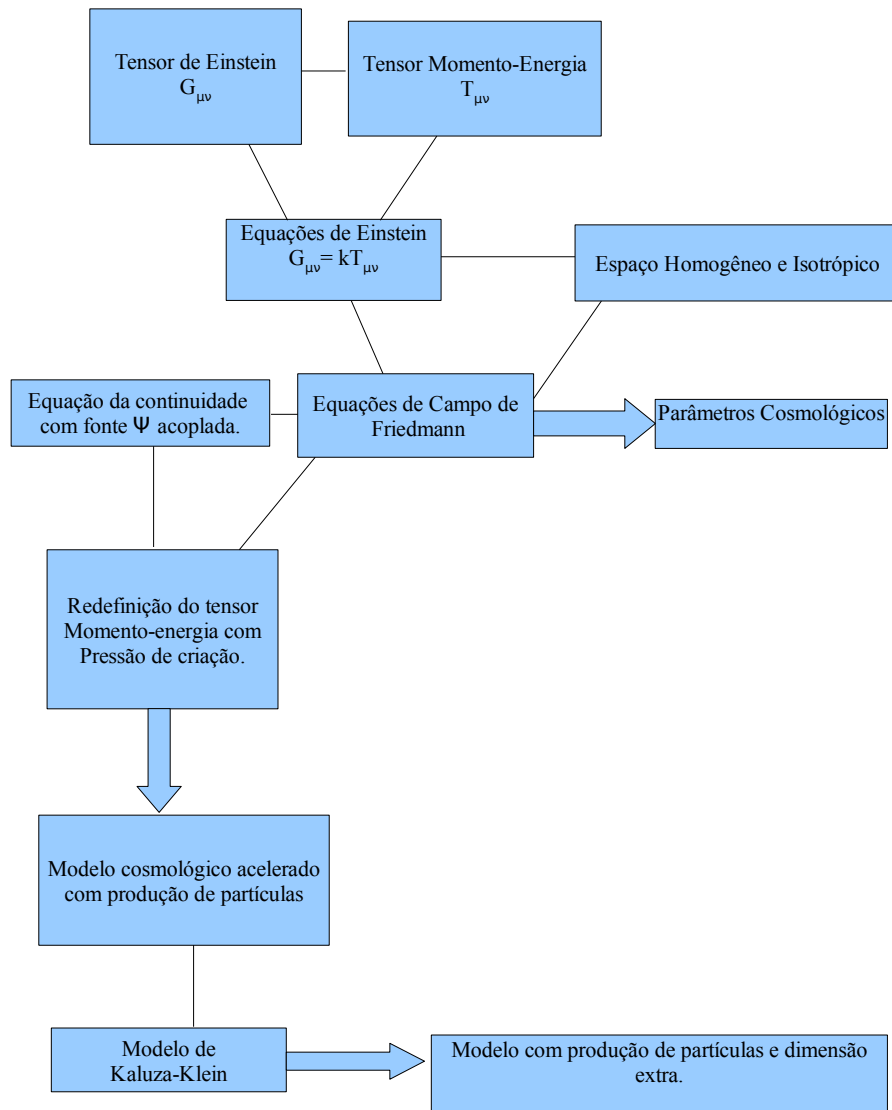 Tensor de Einstein
Gμν
Tensor Momento-Energia
Tμν
Equações de Einstein
Gμν= kTμν
Espaço Homogêneo e Isotrópico
Equação da continuidade
com fonte Ψ acoplada.
Equações de Campo de
Friedmann
Parâmetros Cosmológicos
Redefinição do tensor
Momento-energia com
Pressão de criação.
Modelo cosmológico acelerado
com produção de partículas
Modelo de
Kaluza-Klein
Modelo com produção de partículas e dimensão
extra.